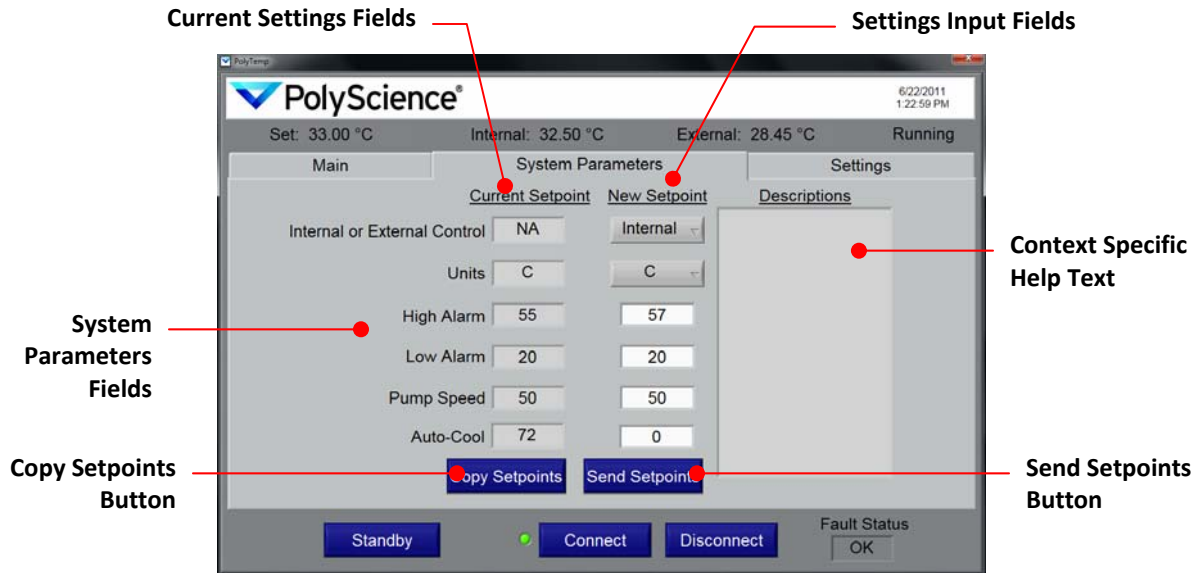 Current Settings Fields
Settings Input Fields
PolyTemp
PolyScience®
6/22/2011
1:22:59 PM
Set: 33.00 °C Internal: 32.50 °C External: 28.45 °C Running
Main System Parameters Settings
Current Setpoint New Setpoint Descriptions
Internal or External Control NA Internal
Units C C
High Alarm 55 57
Low Alarm 20 20
Pump Speed 50 50
Auto-Cool 72 0
Copy Setpoints Send Setpoints
Standby Connect Disconnect
Fault Status
OK
System
Parameters
Fields
Context Specific
Help Text
Copy Setpoints
Button
Send Setpoints
Button